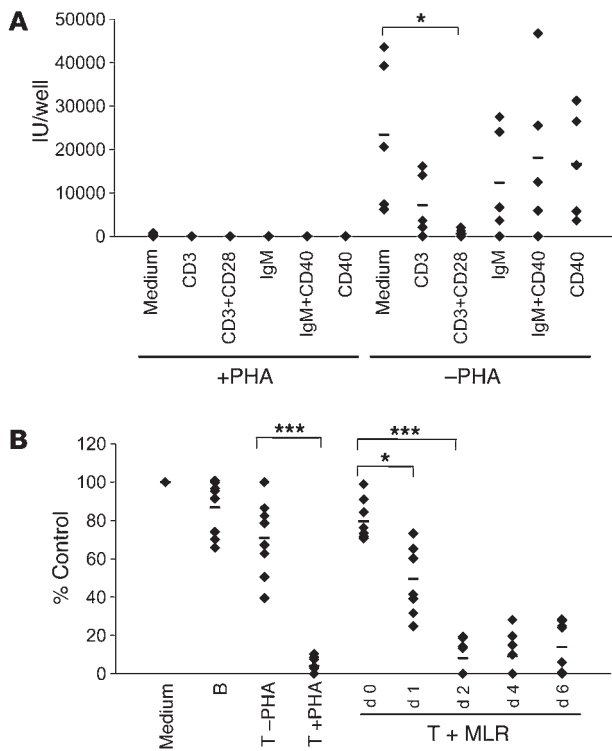 A
*
50000
40000
30000
20000
10000
0
IU/well
Medium
CD3
CD3+CD28
IgM
IgM+CD40
CD40
Medium
CD3
CD3+CD28
IgM
IgM+CD40
CD40
+PHA
–PHA
B
***
***
*
120
100
80
60
40
20
0
% Control
Medium
B
T –PHA
T +PHA
d 0
d 1
d 2
d 4
d 6
T + MLR